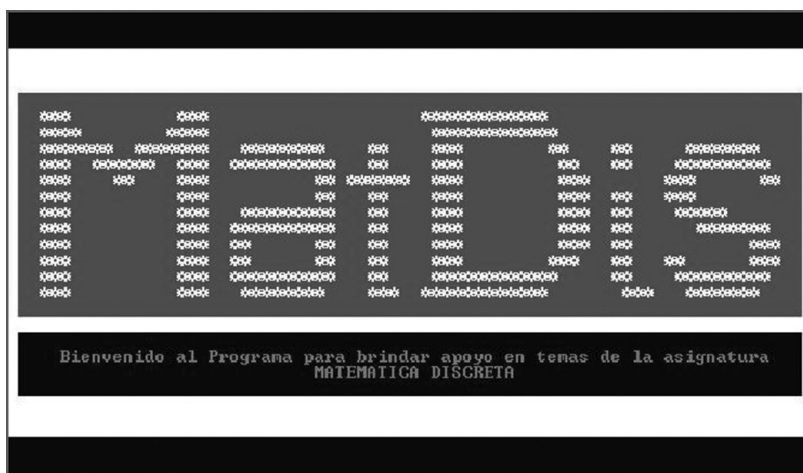 MatDis
Bienvenido al Programa para brindar apoyo en temas de la asignatura
MATEMATICA DISCRETA